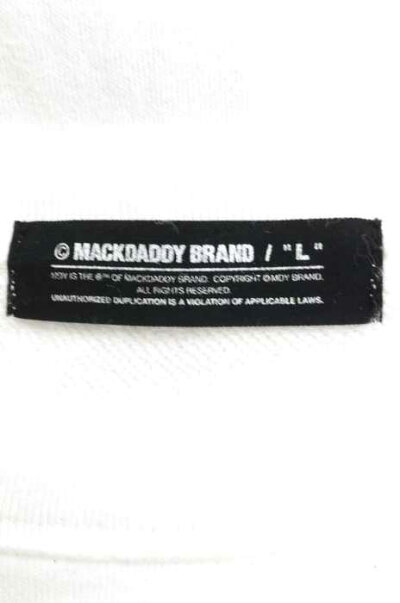 © MACKDADDY BRAND / "L"
MDY IS THE ®™ OF MACKDADDY BRAND. COPYRIGHT © MDY BRAND.
ALL RIGHTS RESERVED.
UNAUTHORIZED DUPLICATION IS A VIOLATION OF APPLICABLE LAWS.